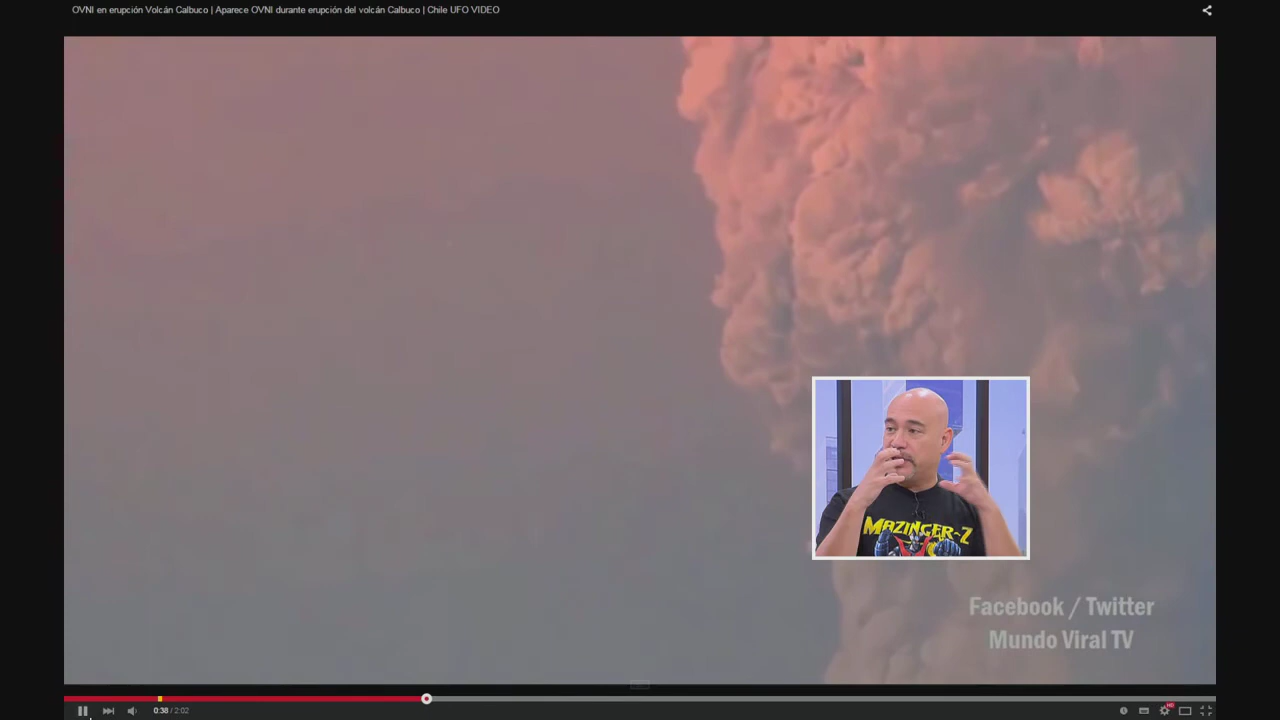 OVNI en erupción Volcán Calbuco | Aparece OVNI durante erupción del volcán Calbuco | Chile UFO VIDEO
MAZINGER-Z
Facebook / Twitter
Mundo Viral TV
0:38 / 2:02
HD